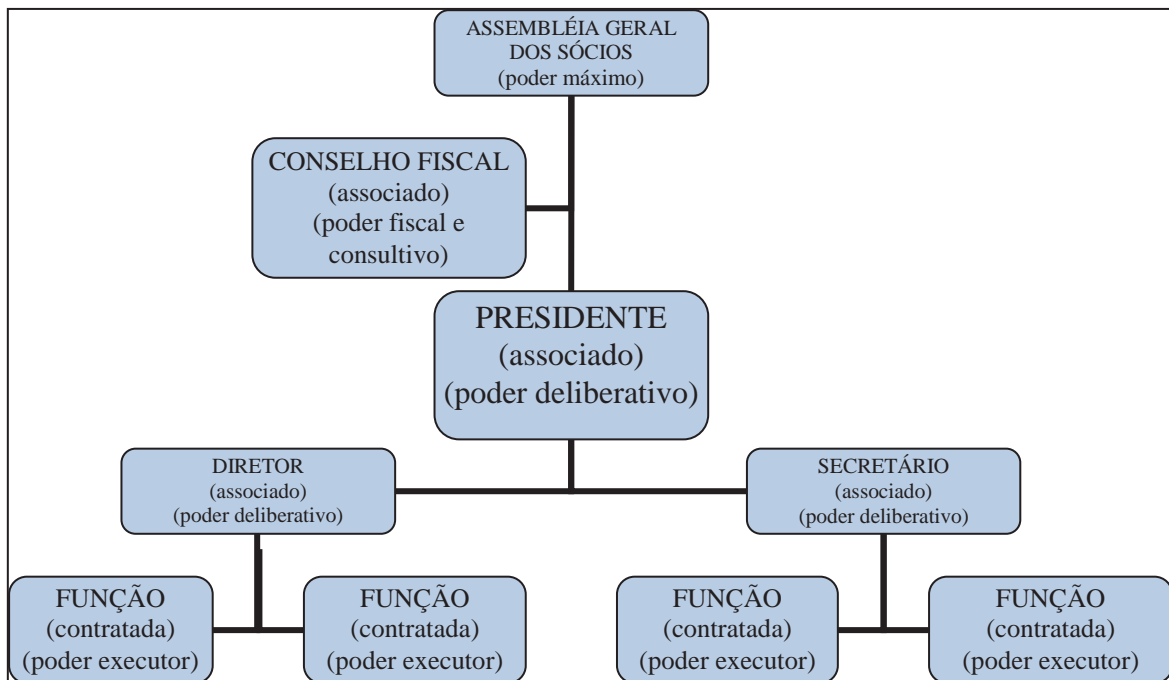 ASSEMBLÉIA GERAL
DOS SÓCIOS
(poder máximo)
CONSELHO FISCAL
(associado)
(poder fiscal e
consultivo)
PRESIDENTE
(associado)
(poder deliberativo)
DIRETOR
(associado)
(poder deliberativo)
SECRETÁRIO
(associado)
(poder deliberativo)
FUNÇÃO
(contratada)
(poder executor)
FUNÇÃO
(contratada)
(poder executor)
FUNÇÃO
(contratada)
(poder executor)
FUNÇÃO
(contratada)
(poder executor)